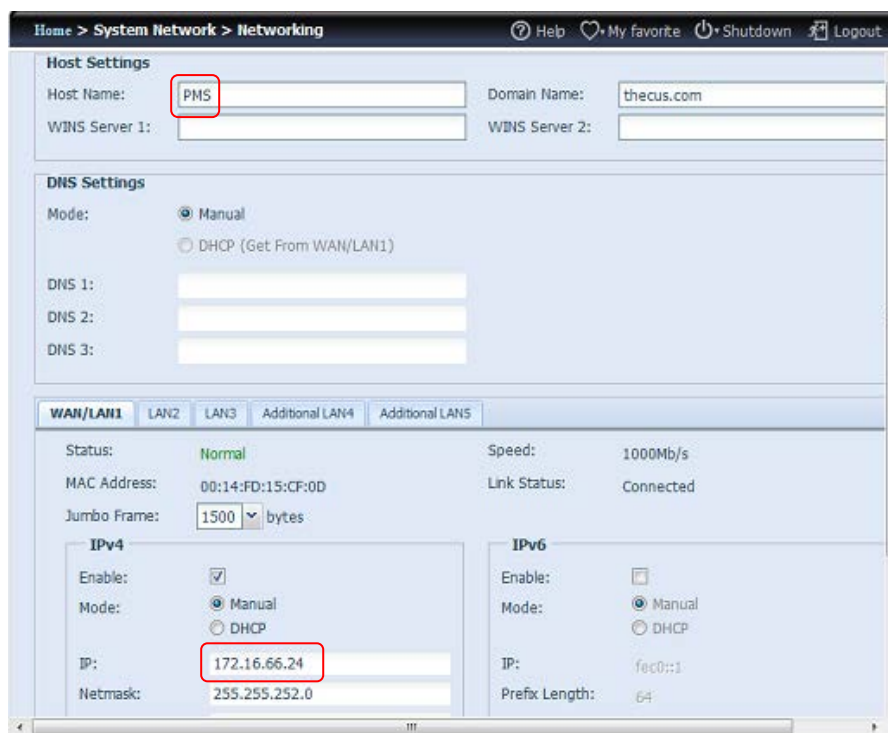 Home > System Network > Networking Help My favorite Shutdown Logout
Host Settings
Host Name: PMS Domain Name: thecus.com
WINS Server 1: WINS Server 2:
DNS Settings
Mode: Manual
DHCP (Get From WAN/LAN1)
DNS 1:
DNS 2:
DNS 3:
WAN/LAN1 LAN2 LAN3 Additional LAN4 Additional LAN5
Status: Normal Speed: 1000Mb/s
MAC Address: 00:14:FD:15:CF:0D Link Status: Connected
Jumbo Frame: 1500 bytes
IPv4 IPv6
Enable: Enable:
Mode: Manual Mode: Manual
DHCP DHCP
IP: 172.16.66.24 IP: fec0::1
Netmask: 255.255.252.0 Prefix Length: 64